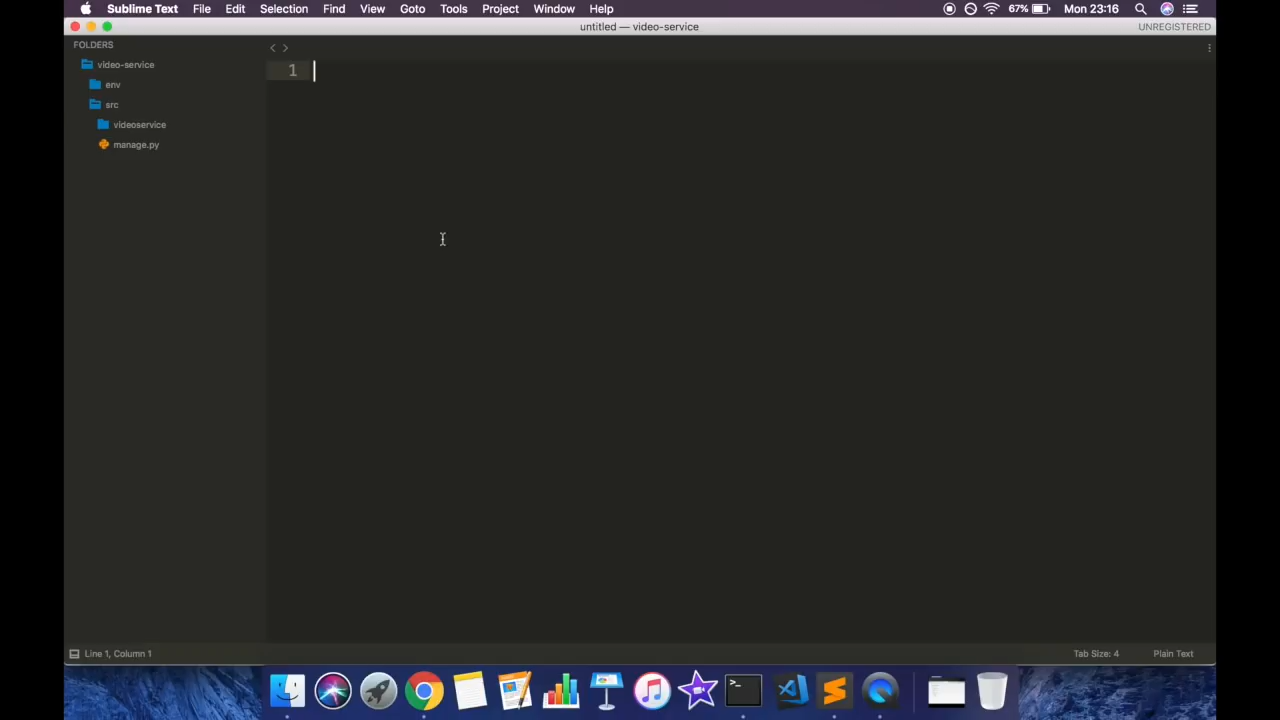 Sublime Text File Edit Selection Find View Goto Tools Project Window Help 67% Mon 23:16
untitled — video-service UNREGISTERED
FOLDERS
video-service
env
src
videoservice
manage.py
1
Line 1, Column 1 Tab Size: 4 Plain Text